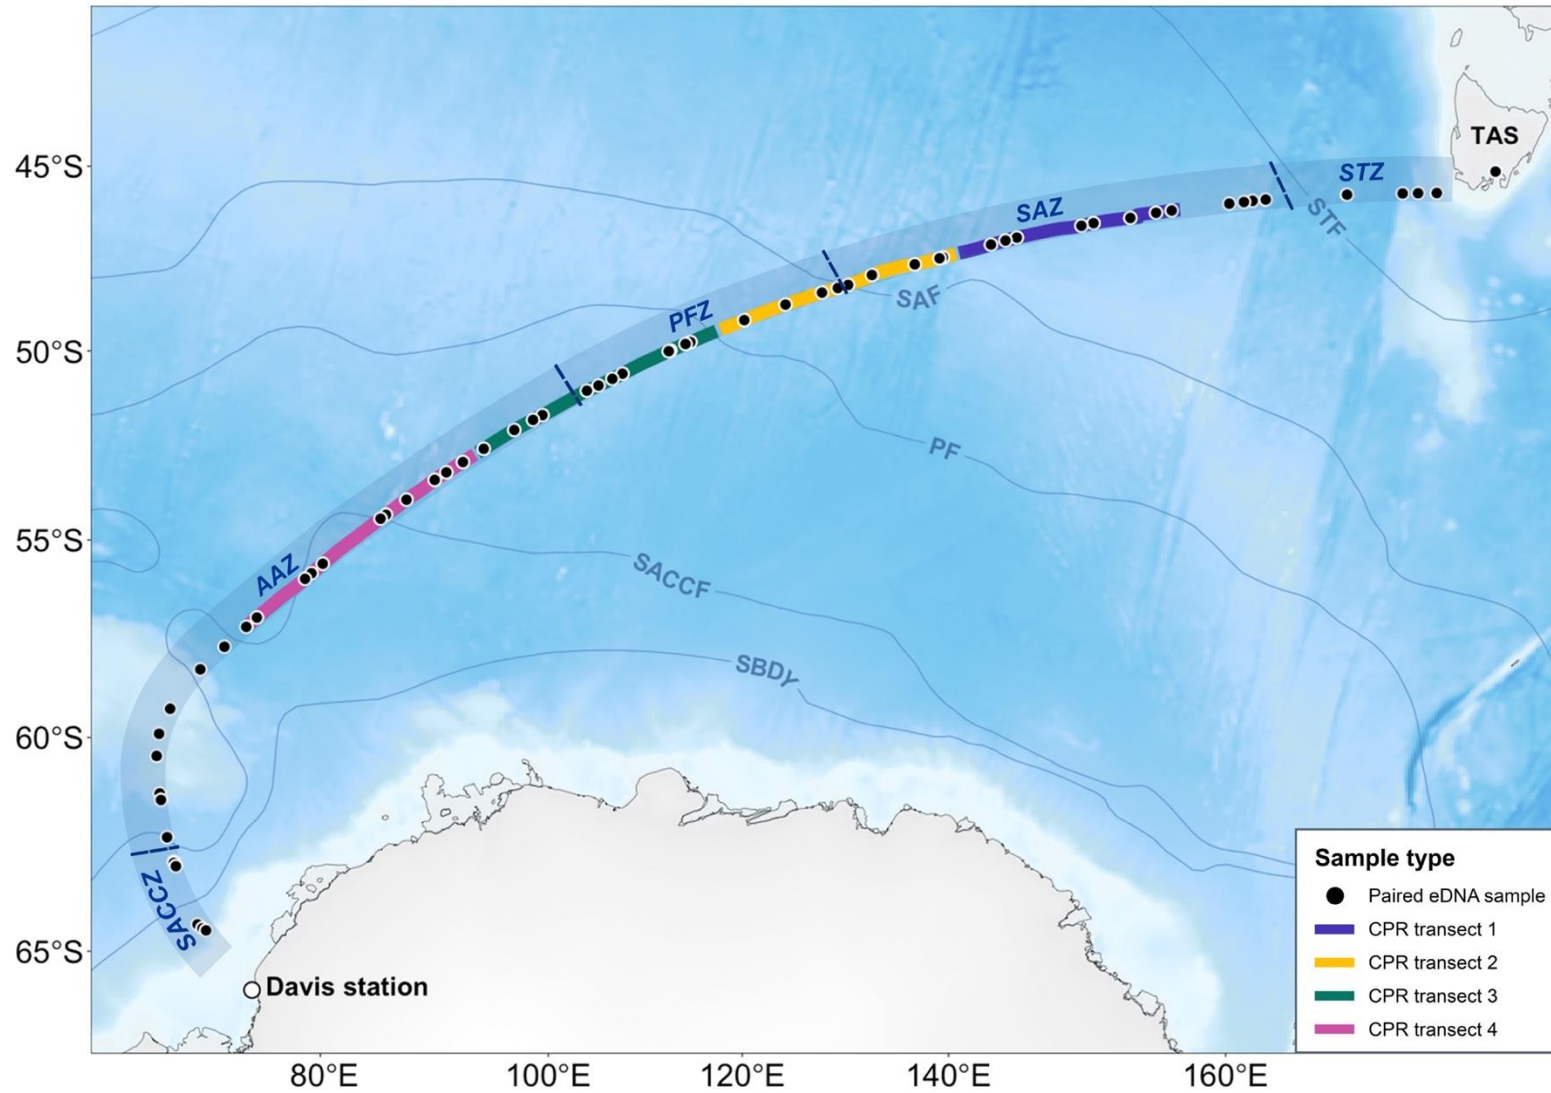 TAS
45°S
STZ
SAZ
STF
SAF
PFZ
50°S
PF
55°S
AAZ
SACCF
SBDY
60°S
SACCZ
65°S
Davis station
80°E
100°E
120°E
140°E
160°E
Sample type
Paired eDNA sample
CPR transect 1
CPR transect 2
CPR transect 3
CPR transect 4